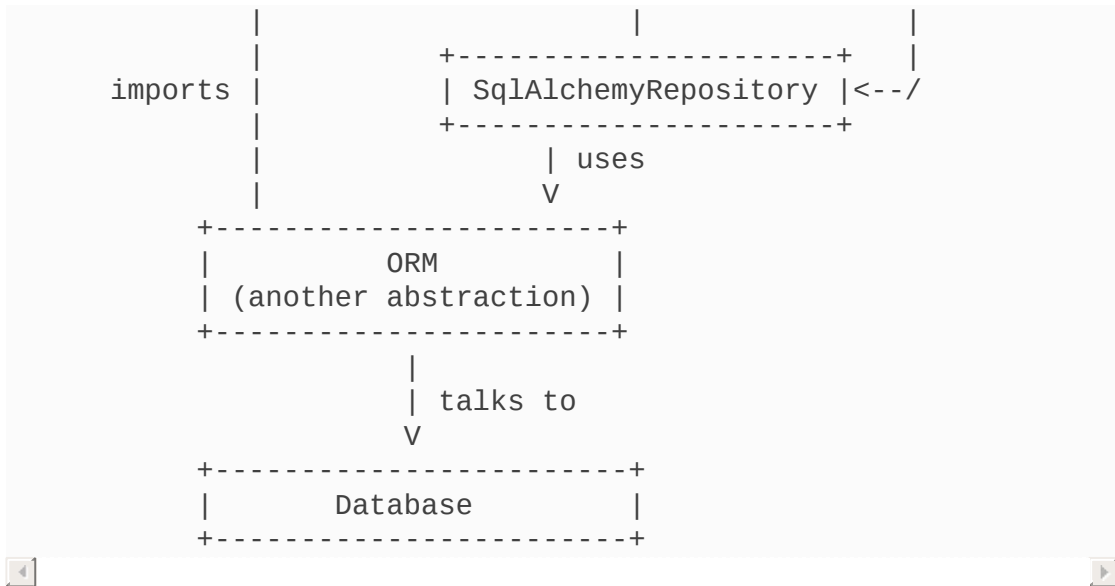 imports
SqlAlchemyRepository
uses
ORM
(another abstraction)
talks to
Database